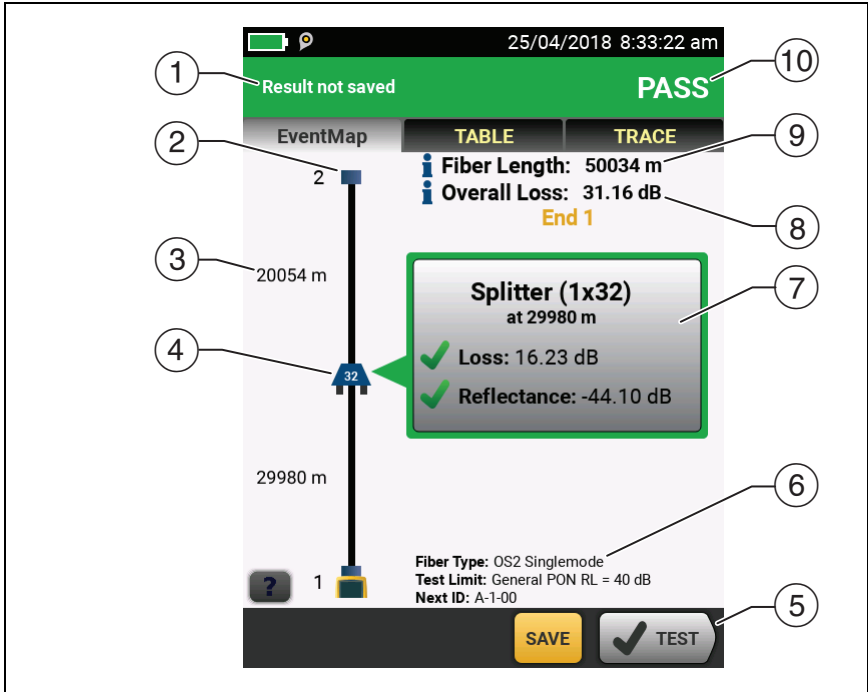 25/04/2018 8:33:22 am
1
Result not saved
PASS
10
EventMap
TABLE
TRACE
2
2
Fiber Length: 50034 m
9
Overall Loss: 31.16 dB
8
End 1
3
20054 m
Splitter (1x32)
at 29980 m
7
4
32
Loss: 16.23 dB
Reflectance: -44.10 dB
29980 m
6
Fiber Type: OS2 Singlemode
Test Limit: General PON RL = 40 dB
Next ID: A-1-00
?
1
5
SAVE
TEST